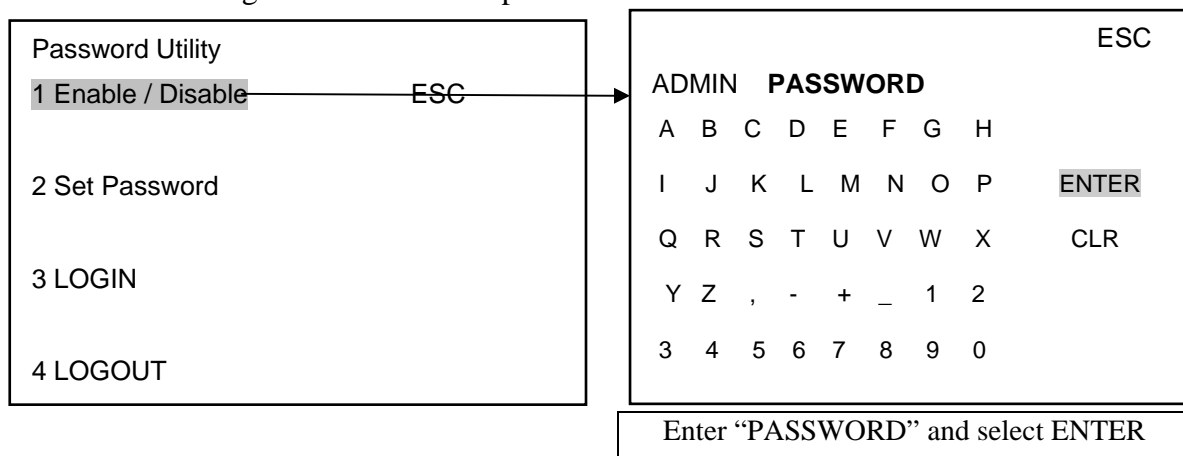 Password Utility
1 Enable / Disable ESC
2 Set Password
3 LOGIN
4 LOGOUT
ESC
ADMIN PASSWORD
A B C D E F G H
I J K L M N O P ENTER
Q R S T U V W X CLR
Y Z , - + _ 1 2
3 4 5 6 7 8 9 0
Enter “PASSWORD” and select ENTER